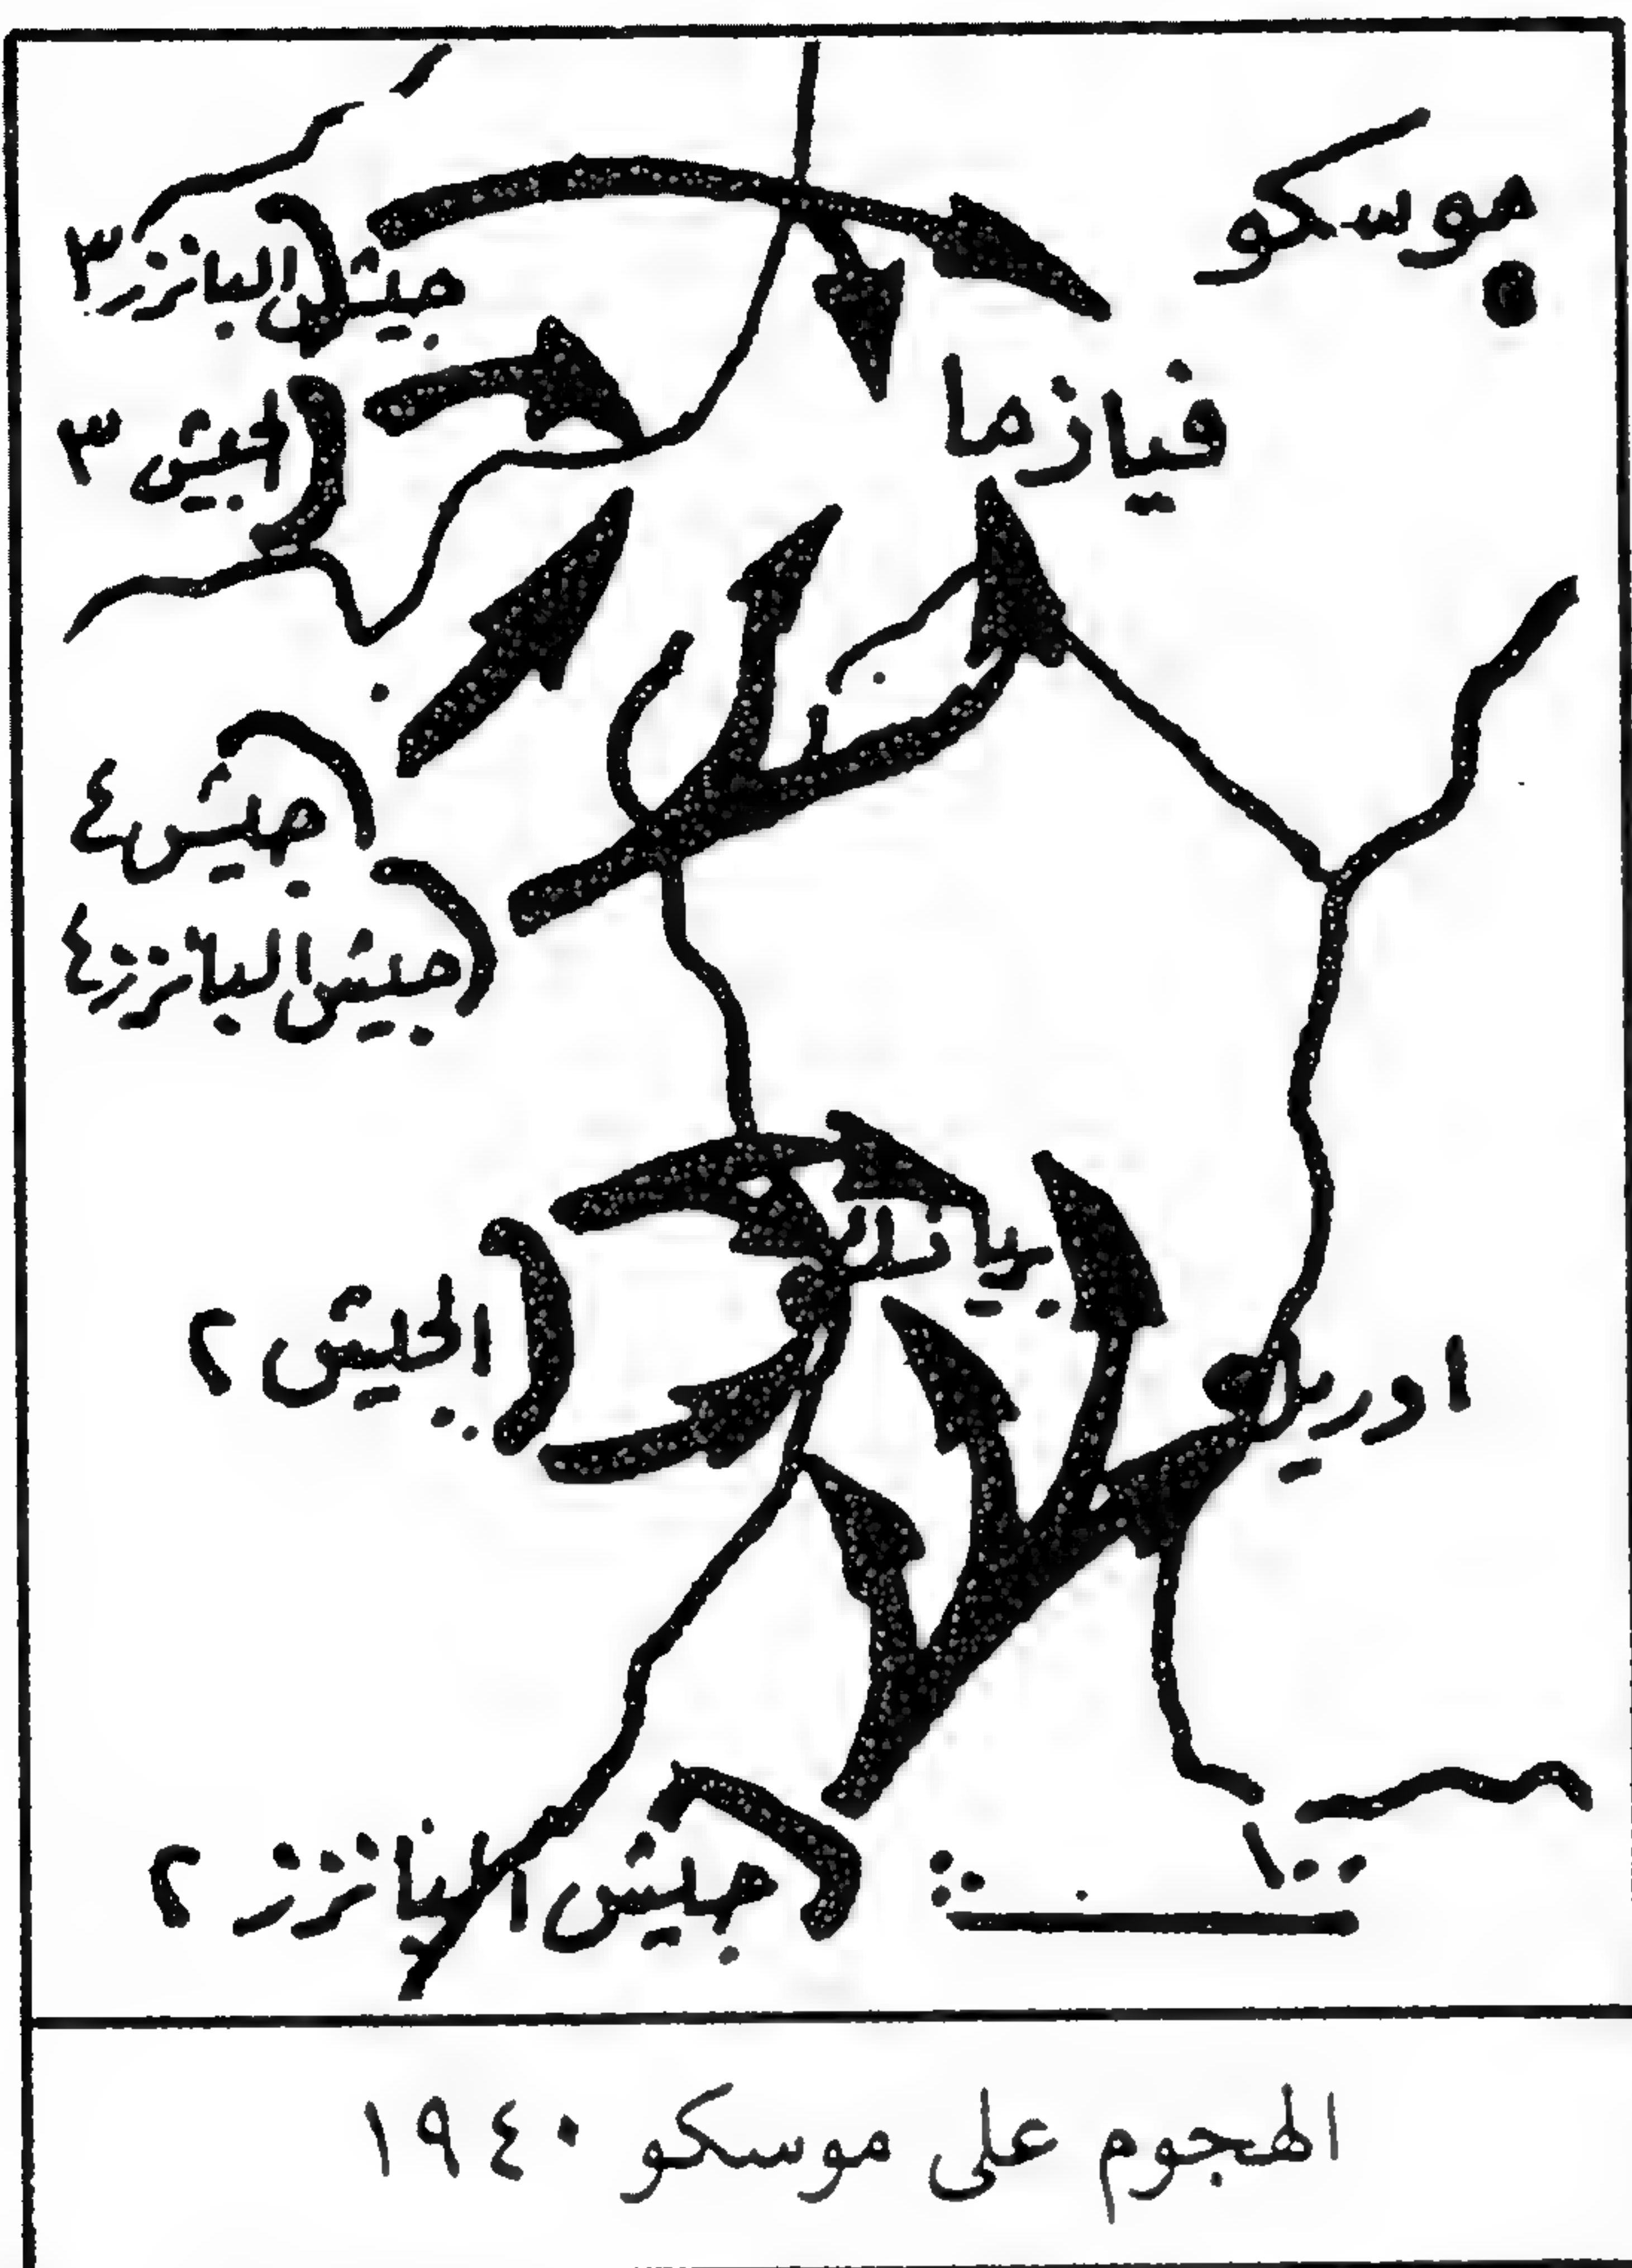 موسكو
جيش البانزر ٣
الجيش ٣
فيازما
جيش ٤
جيش البانزر ٤
بريانسك
الجيش ٢
اوريل
جيش البانزر ٢
١٠٠
الهجوم على موسكو ١٩٤٠